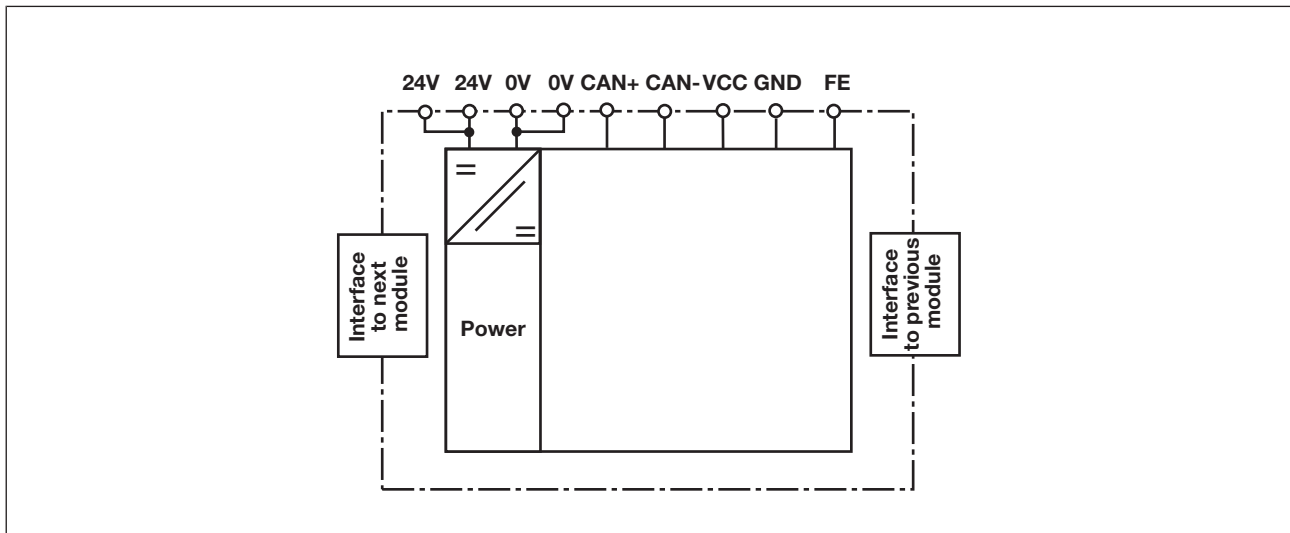 24V 24V 0V 0V CAN+ CAN- VCC GND FE
Interface
to next
module
Power
Interface
to previous
module